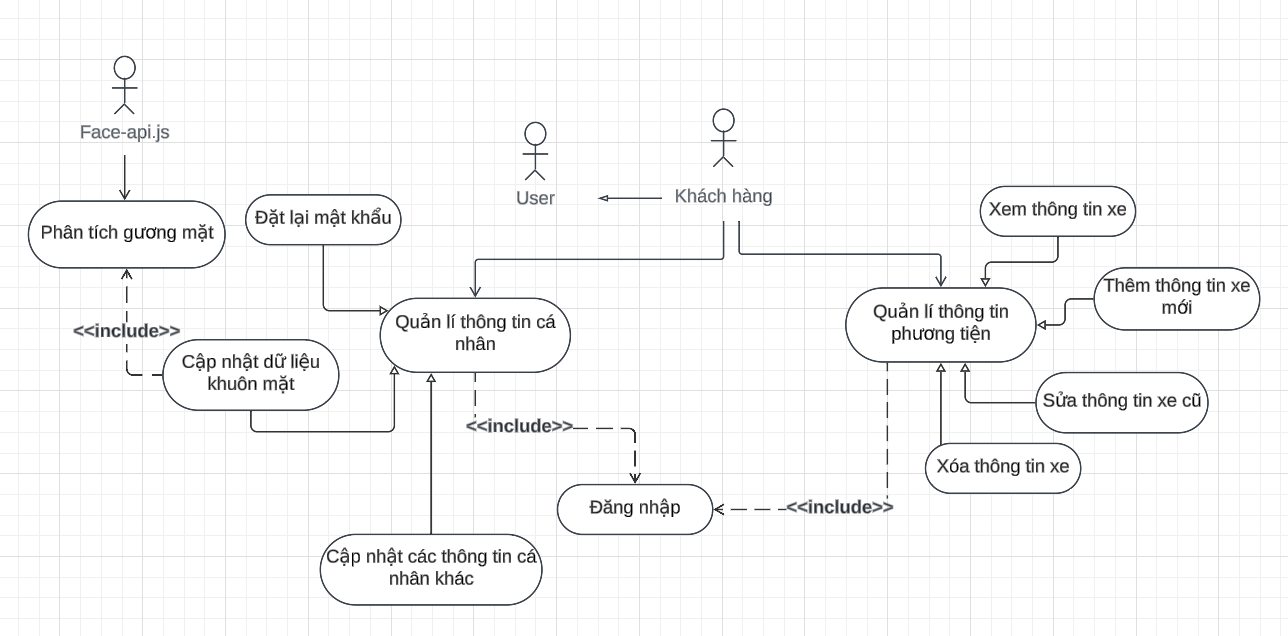 Face-api.js
User
Khách hàng
Xem thông tin xe
Đặt lại mật khẩu
Phân tích gương mặt
Thêm thông tin xe
mới
Quản lí thông tin cá
nhân
Quản lí thông tin
phương tiện
<<include>>
Cập nhật dữ liệu
khuôn mặt
Sửa thông tin xe cũ
<<include>>
Xóa thông tin xe
Đăng nhập
<<include>>
Cập nhật các thông tin cá
nhân khác